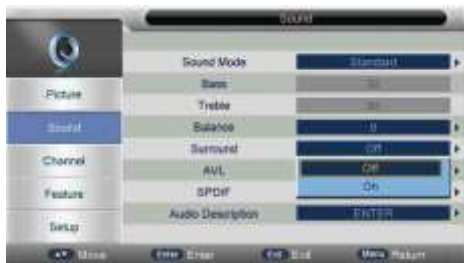 Sound
Picture
Sound
Channel
Feature
Setup
Sound Mode Standard
Bass
Treble
Balance 0
Surround Off
AVL Off
On
SPDIF
Audio Description ENTER
Move
Enter Enter
Exit Exit
Menu Return